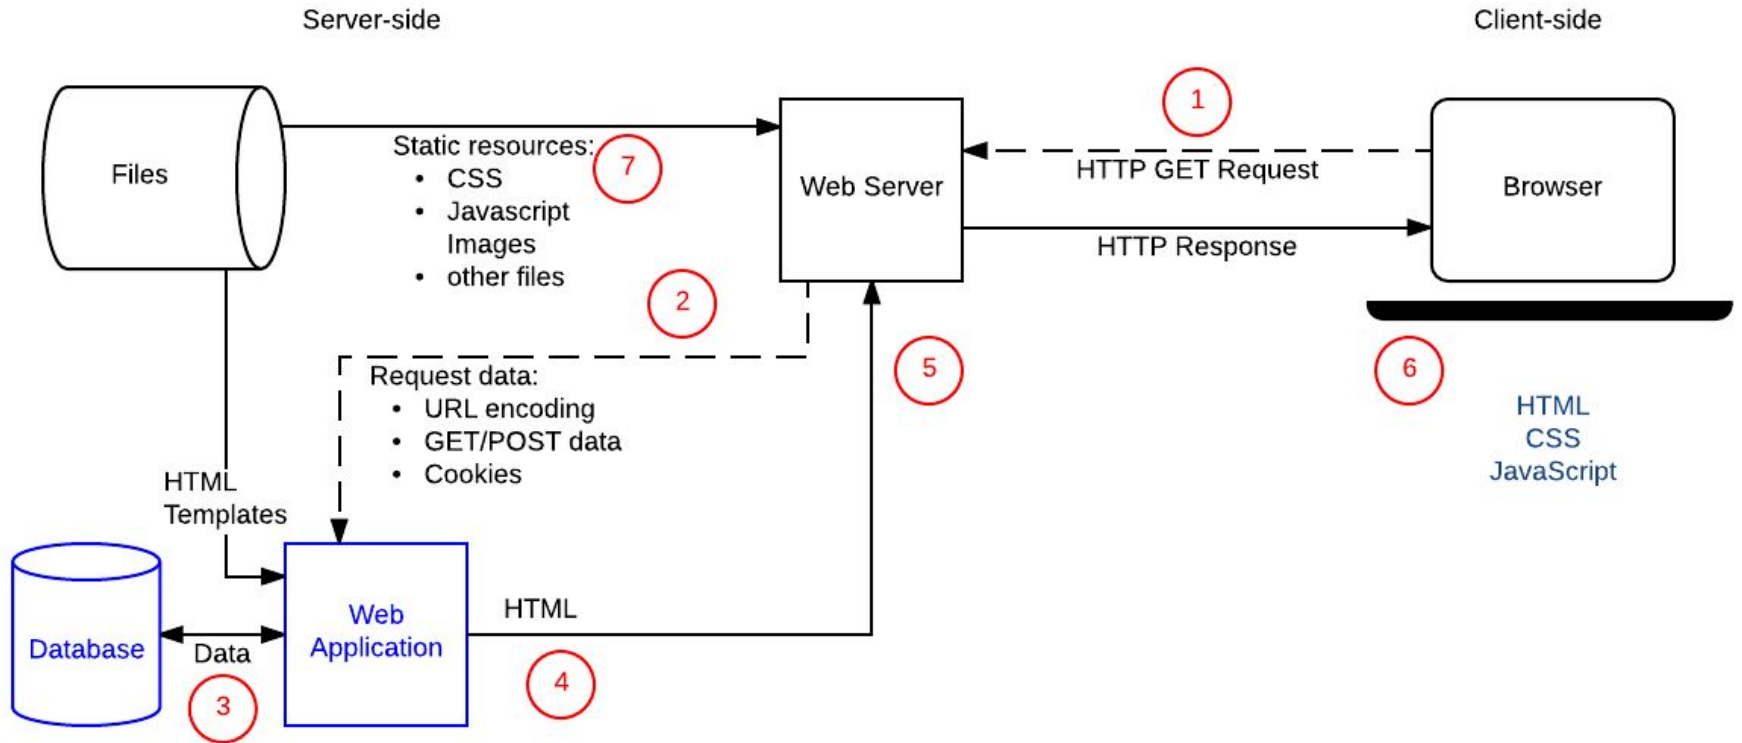 Server-side
Client-side
1
Files
Static resources:
• CSS
• Javascript
Images
• other files
7
Web Server
HTTP GET Request
HTTP Response
Browser
2
5
6
Request data:
• URL encoding
• GET/POST data
• Cookies
HTML
CSS
JavaScript
HTML
Templates
Database
Data
3
Web
Application
HTML
4